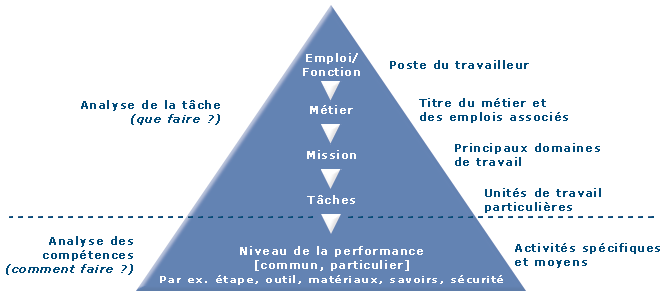 Emploi/
Fonction
Poste du travailleur
Analyse de la tâche
(que faire ?)
Métier
Titre du métier et
des emplois associés
Mission
Principaux domaines
de travail
Tâches
Unités de travail
particulières
Analyse des
compétences
(comment faire ?)
Niveau de la performance
[commun, particulier]
Par ex. étape, outil, matériaux, savoirs, sécurité
Activités spécifiques
et moyens